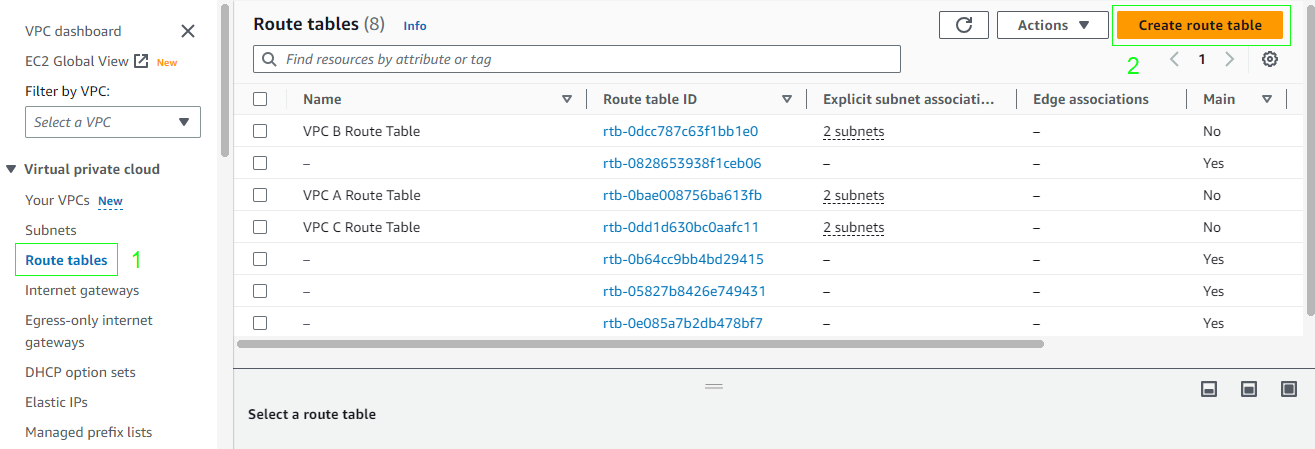 VPC dashboard
EC2 Global View New
Filter by VPC:
Select a VPC
Virtual private cloud
Your VPCs New
Subnets
Route tables 1
Internet gateways
Egress-only internet
gateways
DHCP option sets
Elastic IPs
Managed prefix lists
Route tables (8) Info
Actions
Create route table
Find resources by attribute or tag
2
1
Name Route table ID Explicit subnet associati... Edge associations Main
VPC B Route Table rtb-0dcc787c63f1bb1e0 2 subnets – No
– rtb-0828653938f1ceb06 – – Yes
VPC A Route Table rtb-0bae008756ba613fb 2 subnets – No
VPC C Route Table rtb-0dd1d630bc0aafc11 2 subnets – No
– rtb-0b64cc9bb4bd29415 – – Yes
– rtb-05827b8426e749431 – – Yes
– rtb-0e085a7b2db478bf7 – – Yes
Select a route table